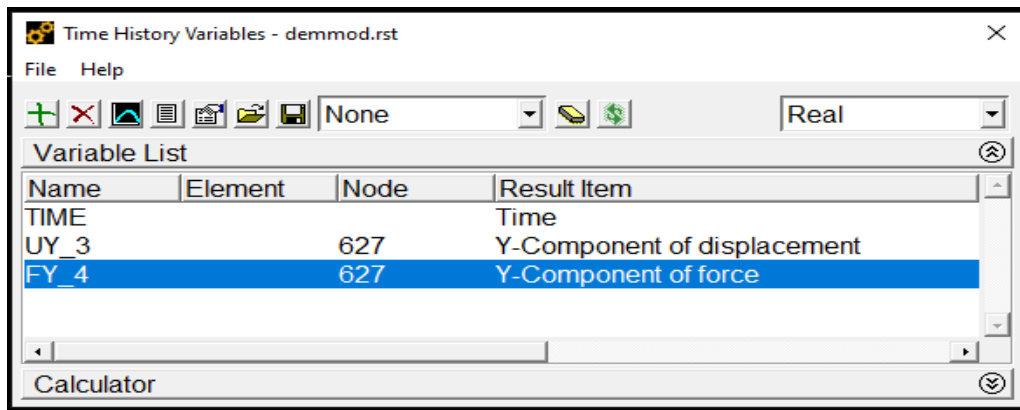 Time History Variables - demmod.rst
File Help
None Real
Variable List
Name Element Node Result Item
TIME Time
UY_3 627 Y-Component of displacement
FY_4 627 Y-Component of force
Calculator